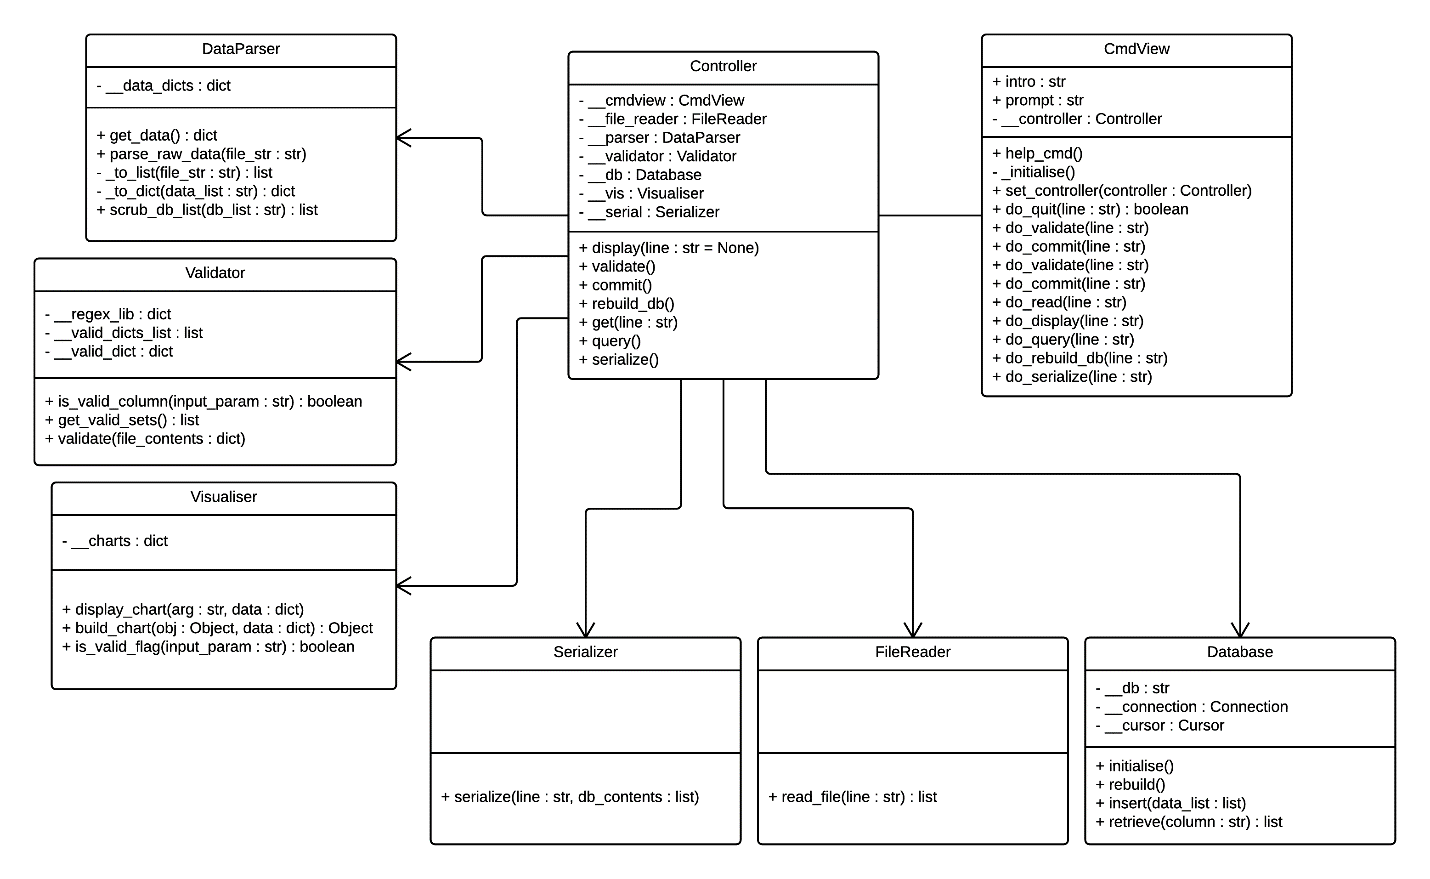 DataParser
- __data_dicts : dict
+ get_data() : dict
+ parse_raw_data(file_str : str)
- _to_list(file_str : str) : list
- _to_dict(data_list : str) : dict
+ scrub_db_list(db_list : str) : list
Controller
- __cmdview : CmdView
- __file_reader : FileReader
- __parser : DataParser
- __validator : Validator
- __db : Database
- __vis : Visualiser
- __serial : Serializer
+ display(line : str = None)
+ validate()
+ commit()
+ rebuild_db()
+ get(line : str)
+ query()
+ serialize()
CmdView
+ intro : str
+ prompt : str
- __controller : Controller
+ help_cmd()
- _initialise()
+ set_controller(controller : Controller)
+ do_quit(line : str) : boolean
+ do_validate(line : str)
+ do_commit(line : str)
+ do_validate(line : str)
+ do_commit(line : str)
+ do_read(line : str)
+ do_display(line : str)
+ do_query(line : str)
+ do_rebuild_db(line : str)
+ do_serialize(line : str)
Validator
- __regex_lib : dict
- __valid_dicts_list : list
- __valid_dict : dict
+ is_valid_column(input_param : str) : boolean
+ get_valid_sets() : list
+ validate(file_contents : dict)
Visualiser
- __charts : dict
+ display_chart(arg : str, data : dict)
+ build_chart(obj : Object, data : dict) : Object
+ is_valid_flag(input_param : str) : boolean
Serializer
+ serialize(line : str, db_contents : list)
FileReader
+ read_file(line : str) : list
Database
- __db : str
- __connection : Connection
- __cursor : Cursor
+ initialise()
+ rebuild()
+ insert(data_list : list)
+ retrieve(column : str) : list